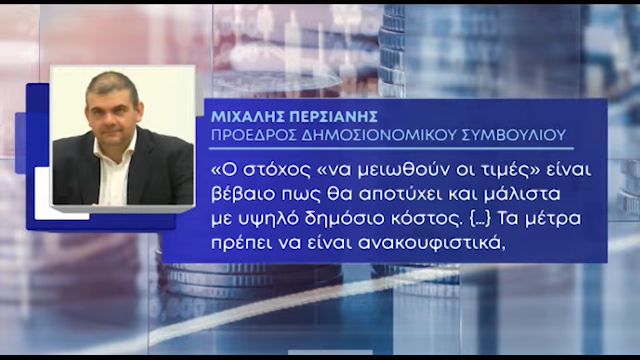 ΜΙΧΑΛΗΣ ΠΕΡΣΙΑΝΗΣ
ΠΡΟΕΔΡΟΣ ΔΗΜΟΣΙΟΝΟΜΙΚΟΥ ΣΥΜΒΟΥΛΙΟΥ
«Ο στόχος «να μειωθούν οι τιμές» είναι
βέβαιο πως θα αποτύχει και μάλιστα
με υψηλό δημόσιο κόστος. {...} Τα μέτρα
πρέπει να είναι ανακουφιστικά,